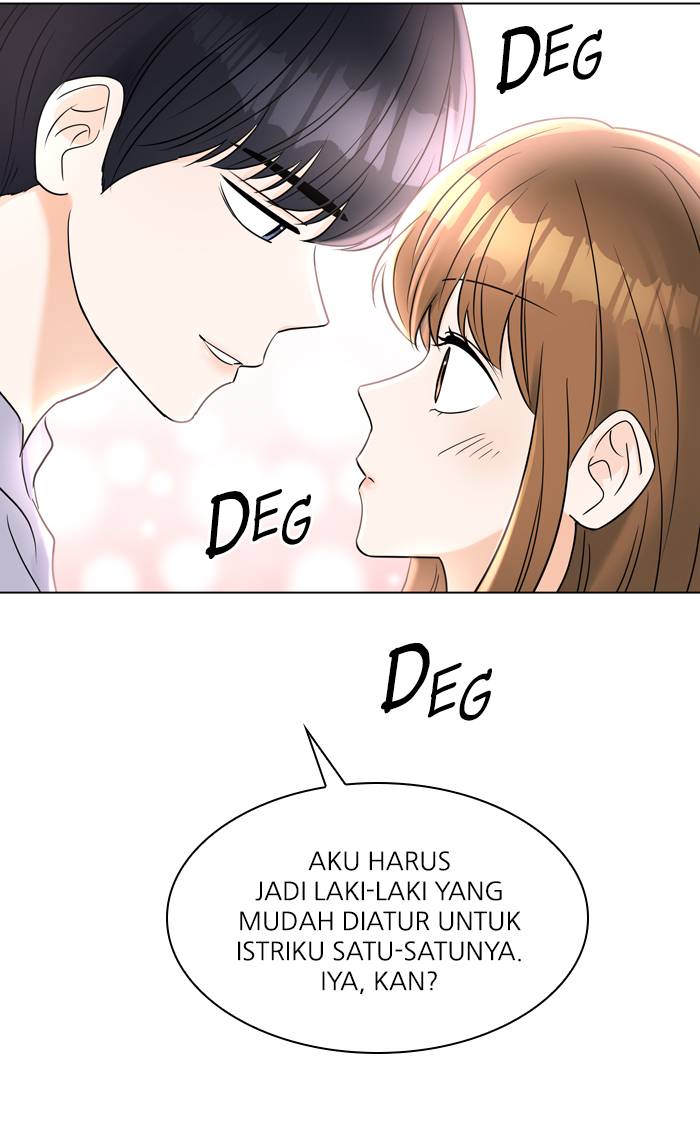 DEG
DEG
DEG
AKU HARUS
JADI LAKI-LAKI YANG
MUDAH DIATUR UNTUK
ISTRIKU SATU-SATUNYA.
IYA, KAN?